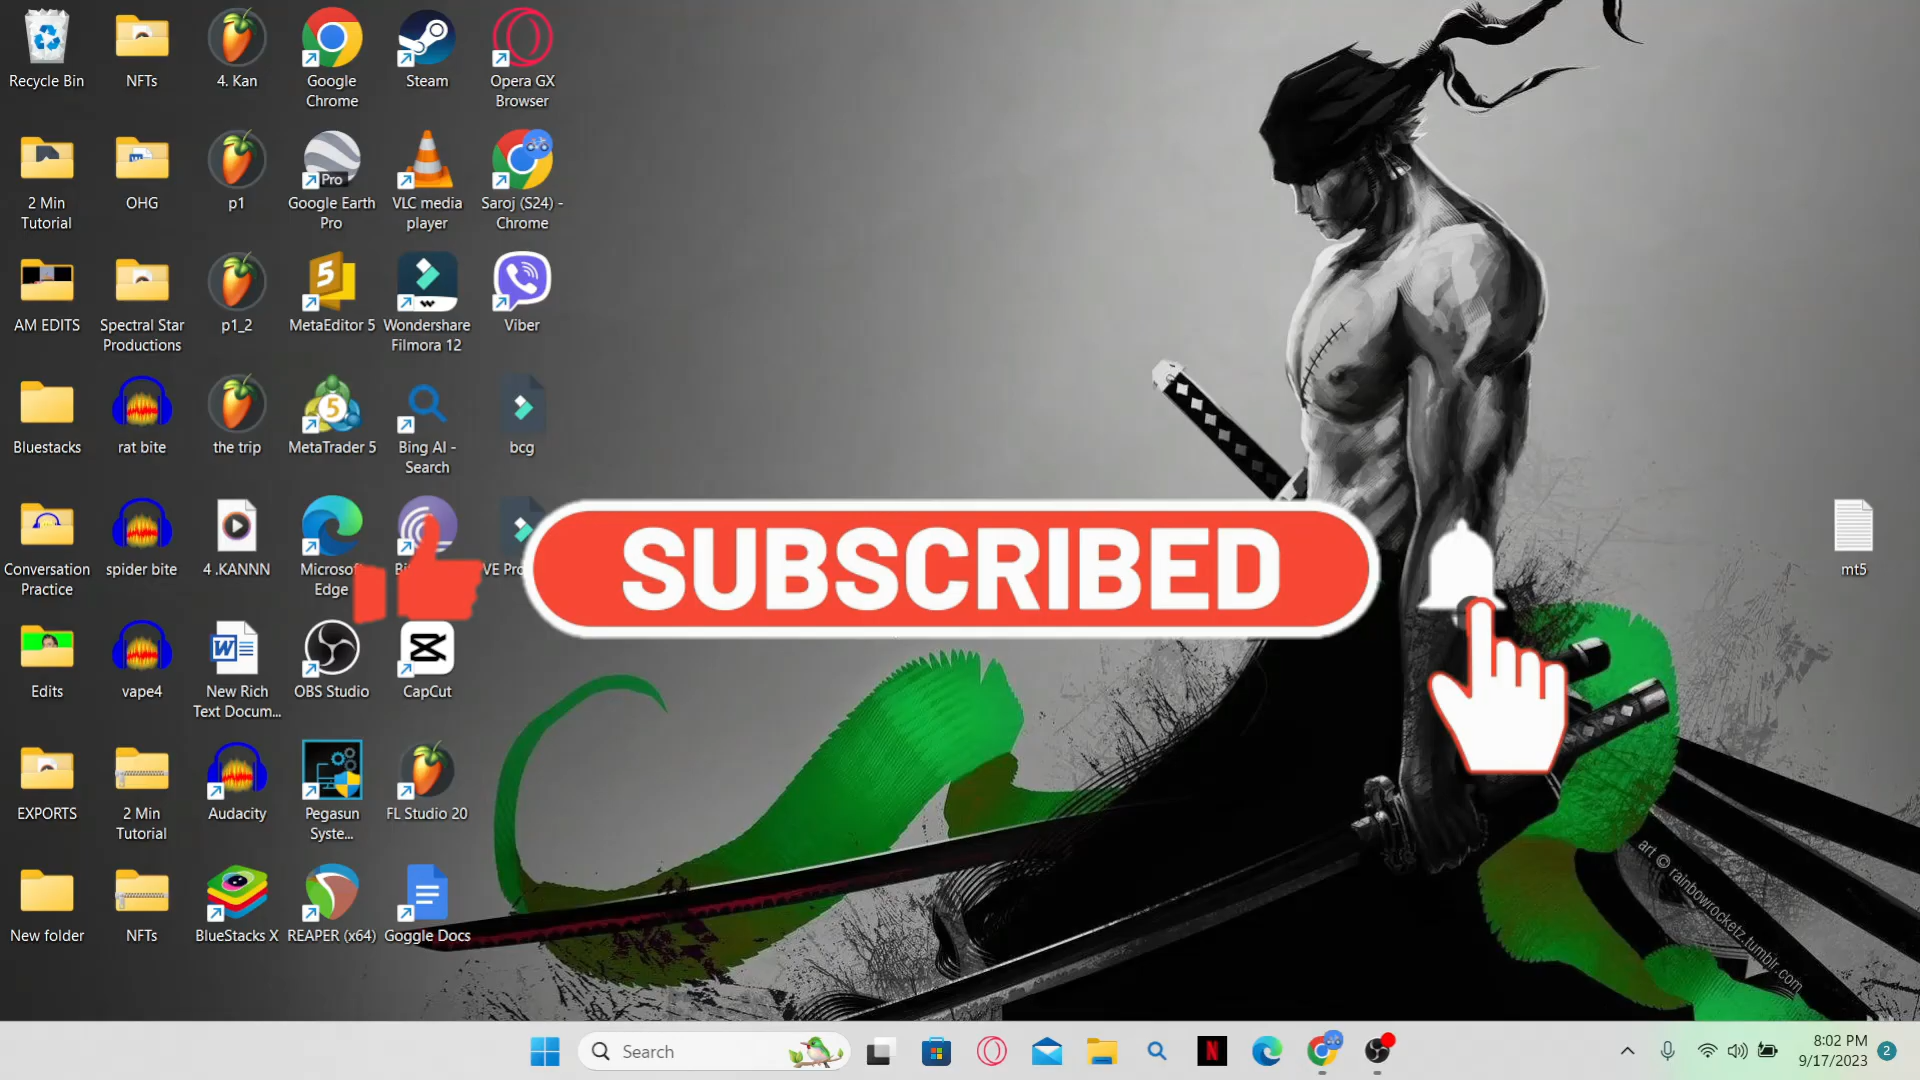 Recycle Bin
NFTs
4. Kan
Google
Chrome
Steam
Opera GX
Browser
2 Min
Tutorial
OHG
p1
Pro
Google Earth
Pro
VLC media
player
Saroj (S24) -
Chrome
AM EDITS
Spectral Star
Productions
p1_2
5
MetaEditor 5
Wondershare
Filmora 12
Viber
Bluestacks
rat bite
the trip
5
MetaTrader 5
Bing AI -
Search
bcg
Conversation
Practice
spider bite
4 .KANNN
Microsoft
Edge
VE Pro
SUBSCRIBED
mt5
Edits
vape4
W
New Rich
Text Docum...
OBS Studio
CapCut
EXPORTS
2 Min
Tutorial
Audacity
Pegasun
Syste...
FL Studio 20
New folder
NFTs
BlueStacks X
REAPER (x64)
Goggle Docs
art © rainbowrocketz.tumblr.com
Search
N
8:02 PM
9/17/2023
2